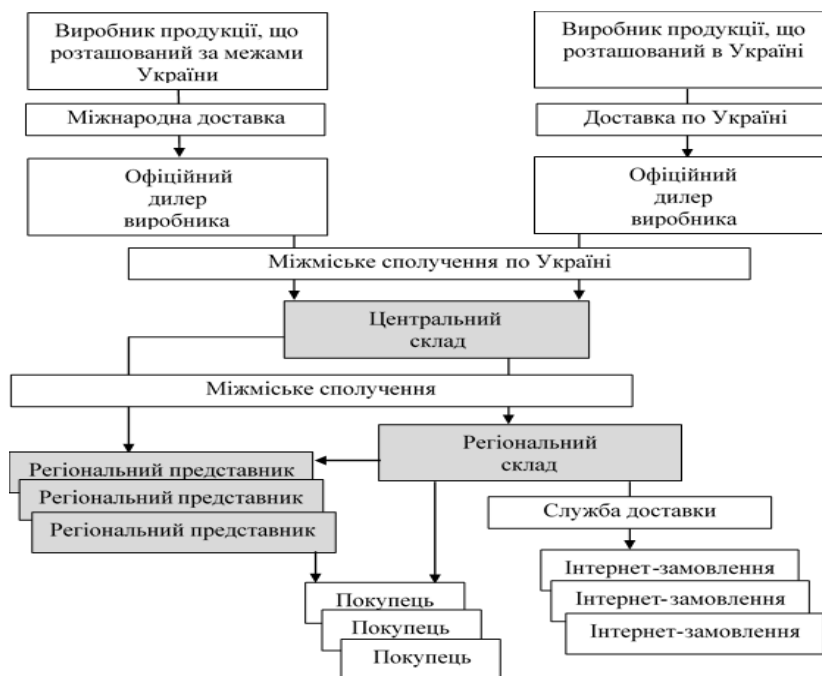 Виробник продукції, що
розташований за межами
України
Виробник продукції, що
розташований в Україні
Міжнародна доставка
Доставка по Україні
Офіційний
дилер
виробника
Офіційний
дилер
виробника
Міжміське сполучення по Україні
Центральний
склад
Міжміське сполучення
Регіональний
склад
Регіональний представник
Регіональний представник
Регіональний представник
Служба доставки
Інтернет-замовлення
Інтернет-замовлення
Інтернет-замовлення
Покупець
Покупець
Покупець